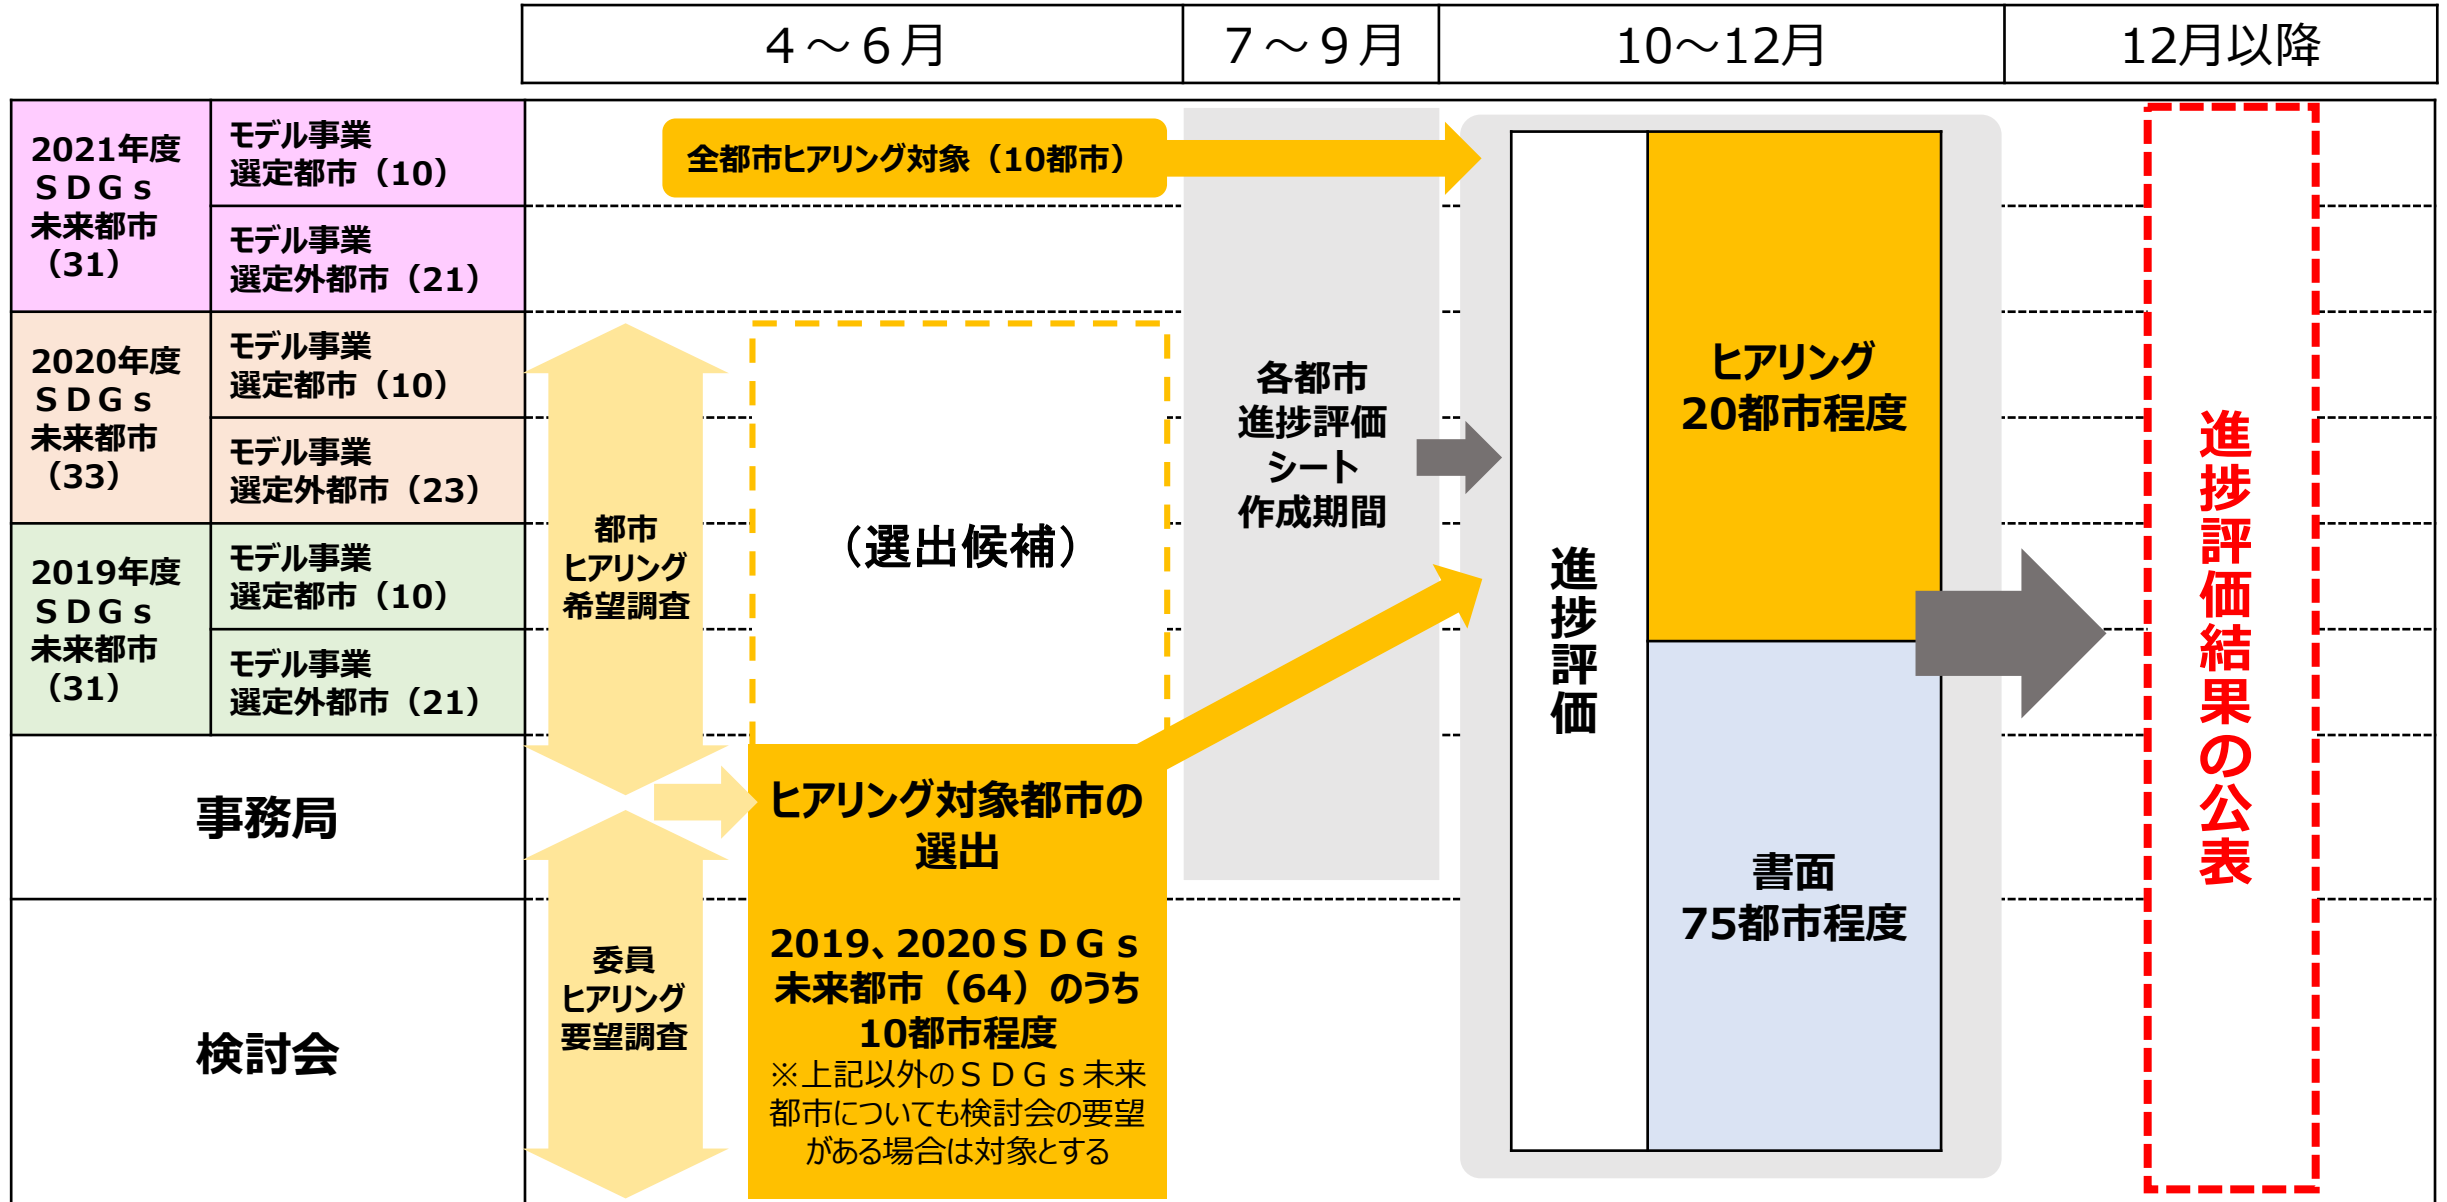 ４～６月
７～９月
10～12月
12月以降
2021年度
ＳＤＧｓ
未来都市
（31）
モデル事業
選定都市（10）
モデル事業
選定外都市（21）
2020年度
ＳＤＧｓ
未来都市
（33）
モデル事業
選定都市（10）
モデル事業
選定外都市（23）
2019年度
ＳＤＧｓ
未来都市
（31）
モデル事業
選定都市（10）
モデル事業
選定外都市（21）
事務局
検討会
全都市ヒアリング対象（10都市）
都市
ヒアリング
希望調査
委員
ヒアリング
要望調査
（選出候補）
ヒアリング対象都市の
選出
2019、2020ＳＤＧｓ
未来都市（64）のうち
10都市程度
※上記以外のＳＤＧｓ未来
都市についても検討会の要望
がある場合は対象とする
各都市
進捗評価
シート
作成期間
進捗評価
ヒアリング
20都市程度
書面
75都市程度
進捗評価結果の公表